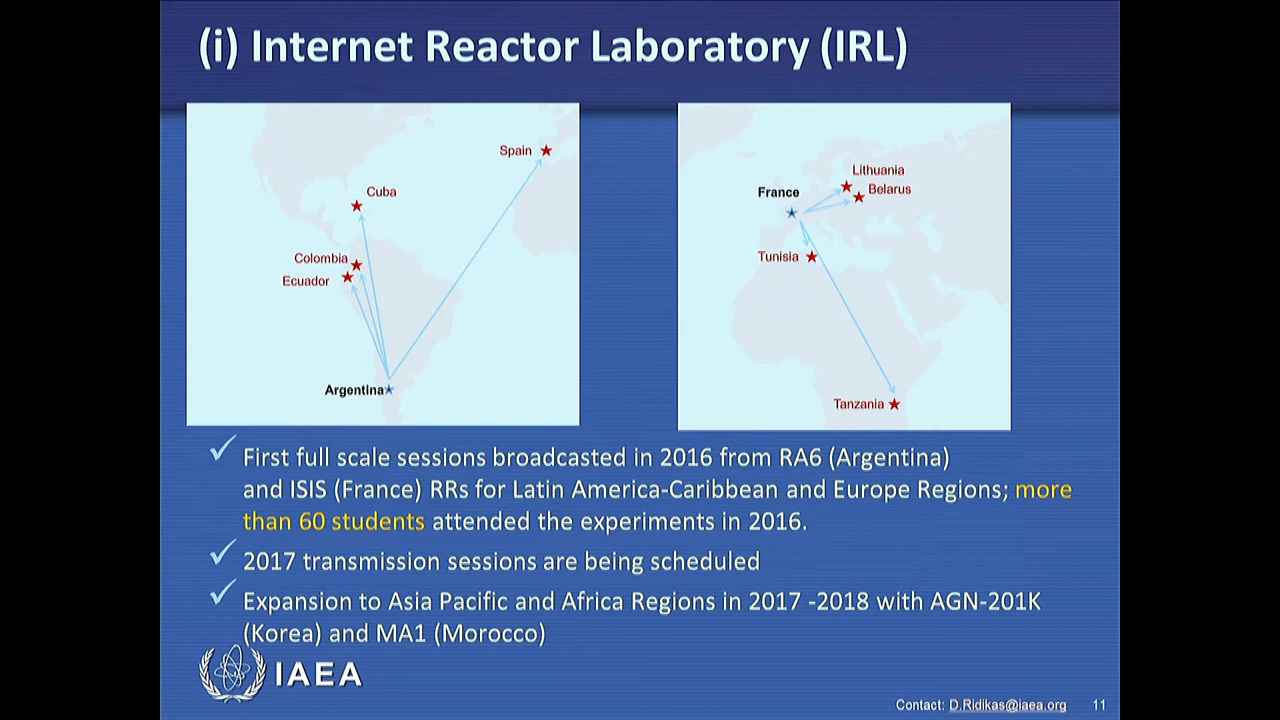 (i) Internet Reactor Laboratory (IRL)
Spain
Cuba
Colombia
Ecuador
Argentina
Lithuania
France
Belarus
Tunisia
Tanzania
First full scale sessions broadcasted in 2016 from RA6 (Argentina)
and ISIS (France) RRs for Latin America-Caribbean and Europe Regions; more
than 60 students attended the experiments in 2016.
2017 transmission sessions are being scheduled
Expansion to Asia Pacific and Africa Regions in 2017 -2018 with AGN-201K
(Korea) and MA1 (Morocco)
IAEA
Contact: D.Ridikas@iaea.org 11